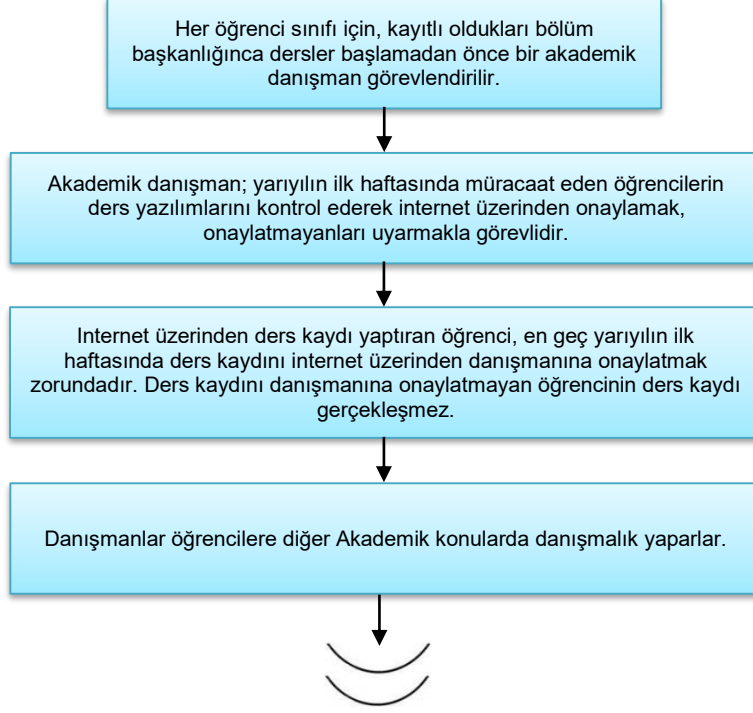 Her öğrenci sınıfı için, kayıtlı oldukları bölüm
başkanlığınca dersler başlamadan önce bir akademik
danışman görevlendirilir.
Akademik danışman; yarıyılın ilk haftasında müracaat eden öğrencilerin
ders yazılımlarını kontrol ederek internet üzerinden onaylamak,
onaylatmayanları uyarmakla görevlidir.
Internet üzerinden ders kaydı yaptıran öğrenci, en geç yarıyılın ilk
haftasında ders kaydını internet üzerinden danışmanına onaylatmak
zorundadır. Ders kaydını danışmanına onaylatmayan öğrencinin ders kaydı
gerçekleşmez.
Danışmanlar öğrencilere diğer Akademik konularda danışmalık yaparlar.